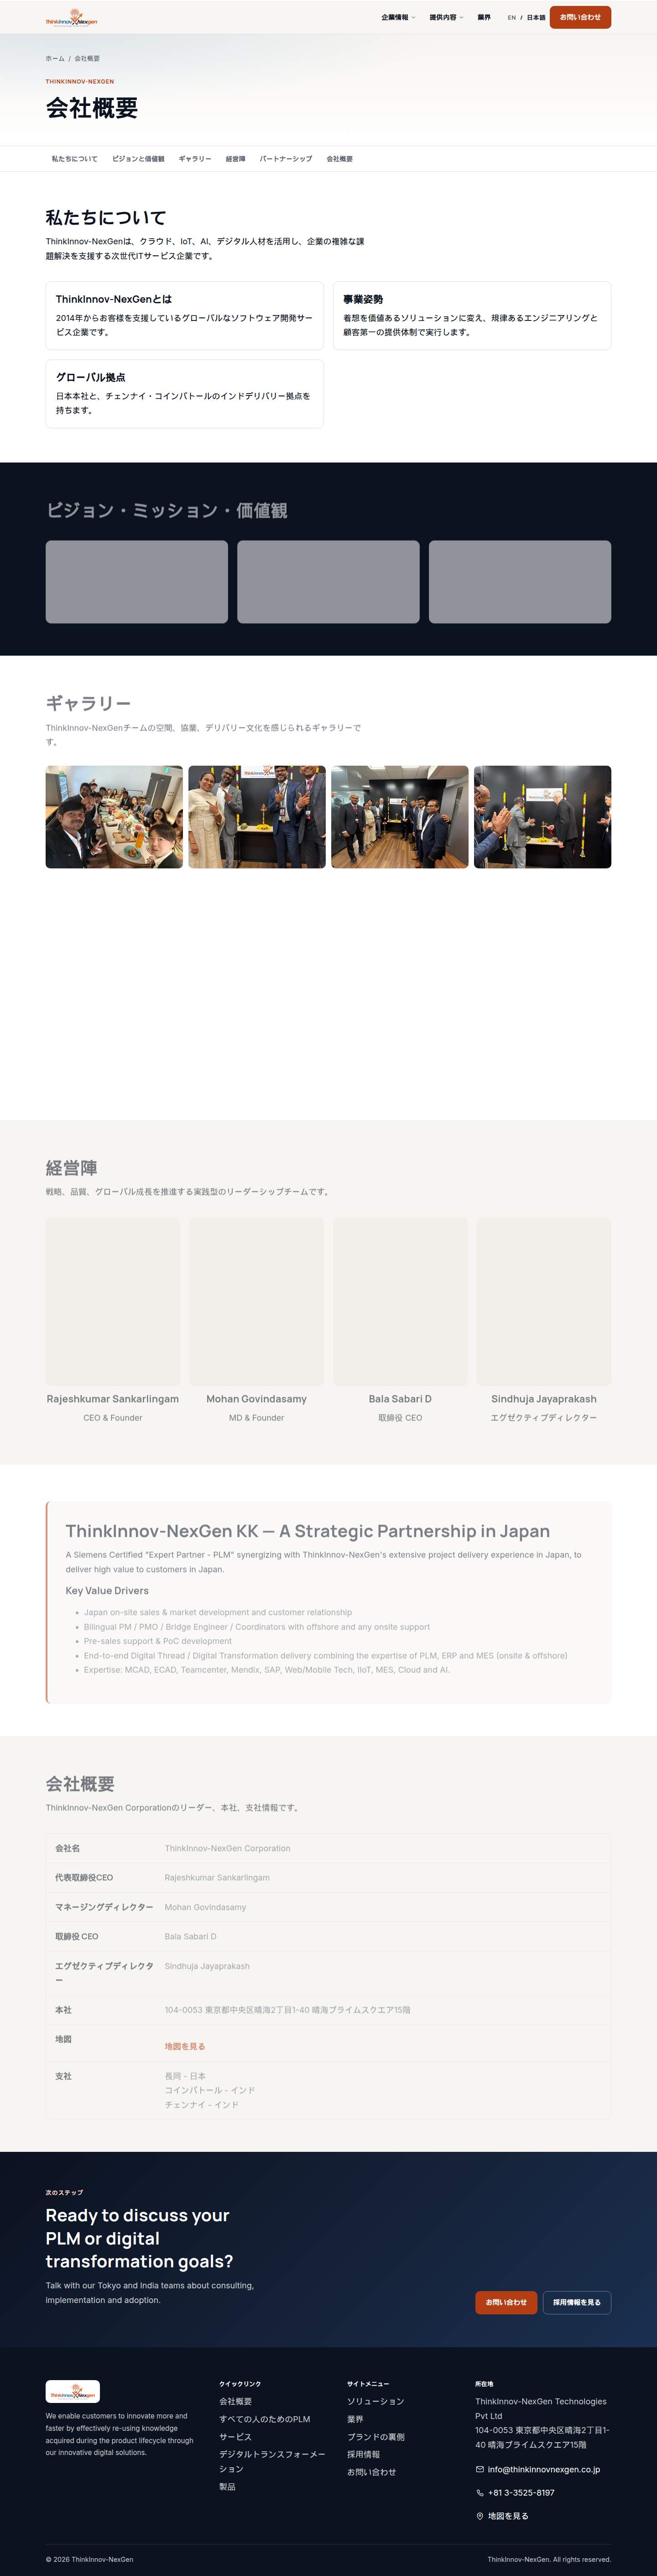 ThinkInnov-Nexgen
企業情報
提供内容
業界
EN / 日本語
お問い合わせ
ホーム / 会社概要
THINKINNOV-NEXGEN
会社概要
私たちについて
ビジョンと価値観
ギャラリー
経営陣
パートナーシップ
会社概要
私たちについて
ThinkInnov-NexGenは、クラウド、IoT、AI、デジタル人材を活用し、企業の複雑な課
題解決を支援する次世代ITサービス企業です。
ThinkInnov-NexGenとは
2014年からお客様を支援しているグローバルなソフトウェア開発サー
ビス企業です。
事業姿勢
着想を価値あるソリューションに変え、規律あるエンジニアリングと
顧客第一の提供体制で実行します。
グローバル拠点
日本本社と、チェンナイ・コインバトールのインドデリバリー拠点を
持ちます。
ビジョン・ミッション・価値観
ギャラリー
ThinkInnov-NexGenチームの空間、協業、デリバリー文化を感じられるギャラリーで
す。
経営陣
戦略、品質、グローバル成長を推進する実践型のリーダーシップチームです。
Rajeshkumar Sankarlingam
CEO & Founder
Mohan Govindasamy
MD & Founder
Bala Sabari D
取締役 CEO
Sindhuja Jayaprakash
エグゼクティブディレクター
ThinkInnov-NexGen KK — A Strategic Partnership in Japan
A Siemens Certified "Expert Partner - PLM" synergizing with ThinkInnov-NexGen's extensive project delivery experience in Japan, to
deliver high value to customers in Japan.
Key Value Drivers
Japan on-site sales & market development and customer relationship
Bilingual PM / PMO / Bridge Engineer / Coordinators with offshore and any onsite support
Pre-sales support & PoC development
End-to-end Digital Thread / Digital Transformation delivery combining the expertise of PLM, ERP and MES (onsite & offshore)
Expertise: MCAD, ECAD, Teamcenter, Mendix, SAP, Web/Mobile Tech, IIoT, MES, Cloud and AI.
会社概要
ThinkInnov-NexGen Corporationのリーダー、本社、支社情報です。
会社名
ThinkInnov-NexGen Corporation
代表取締役CEO
Rajeshkumar Sankarlingam
マネージングディレクター
Mohan Govindasamy
取締役 CEO
Bala Sabari D
エグゼクティブディレクタ
ー
Sindhuja Jayaprakash
本社
104-0053 東京都中央区晴海2丁目1-40 晴海プライムスクエア15階
地図
地図を見る
支社
長岡 - 日本
コインバトール - インド
チェンナイ - インド
次のステップ
Ready to discuss your
PLM or digital
transformation goals?
Talk with our Tokyo and India teams about consulting,
implementation and adoption.
お問い合わせ
採用情報を見る
ThinkInnov-Nexgen
We enable customers to innovate more and
faster by effectively re-using knowledge
acquired during the product lifecycle through
our innovative digital solutions.
クイックリンク
会社概要
すべての人のためのPLM
サービス
デジタルトランスフォーメー
ション
製品
サイトメニュー
ソリューション
業界
ブランドの裏側
採用情報
お問い合わせ
所在地
ThinkInnov-NexGen Technologies
Pvt Ltd
104-0053 東京都中央区晴海2丁目1-
40 晴海プライムスクエア15階
info@thinkinnovnexgen.co.jp
+81 3-3525-8197
地図を見る
© 2026 ThinkInnov-NexGen
ThinkInnov-NexGen. All rights reserved.